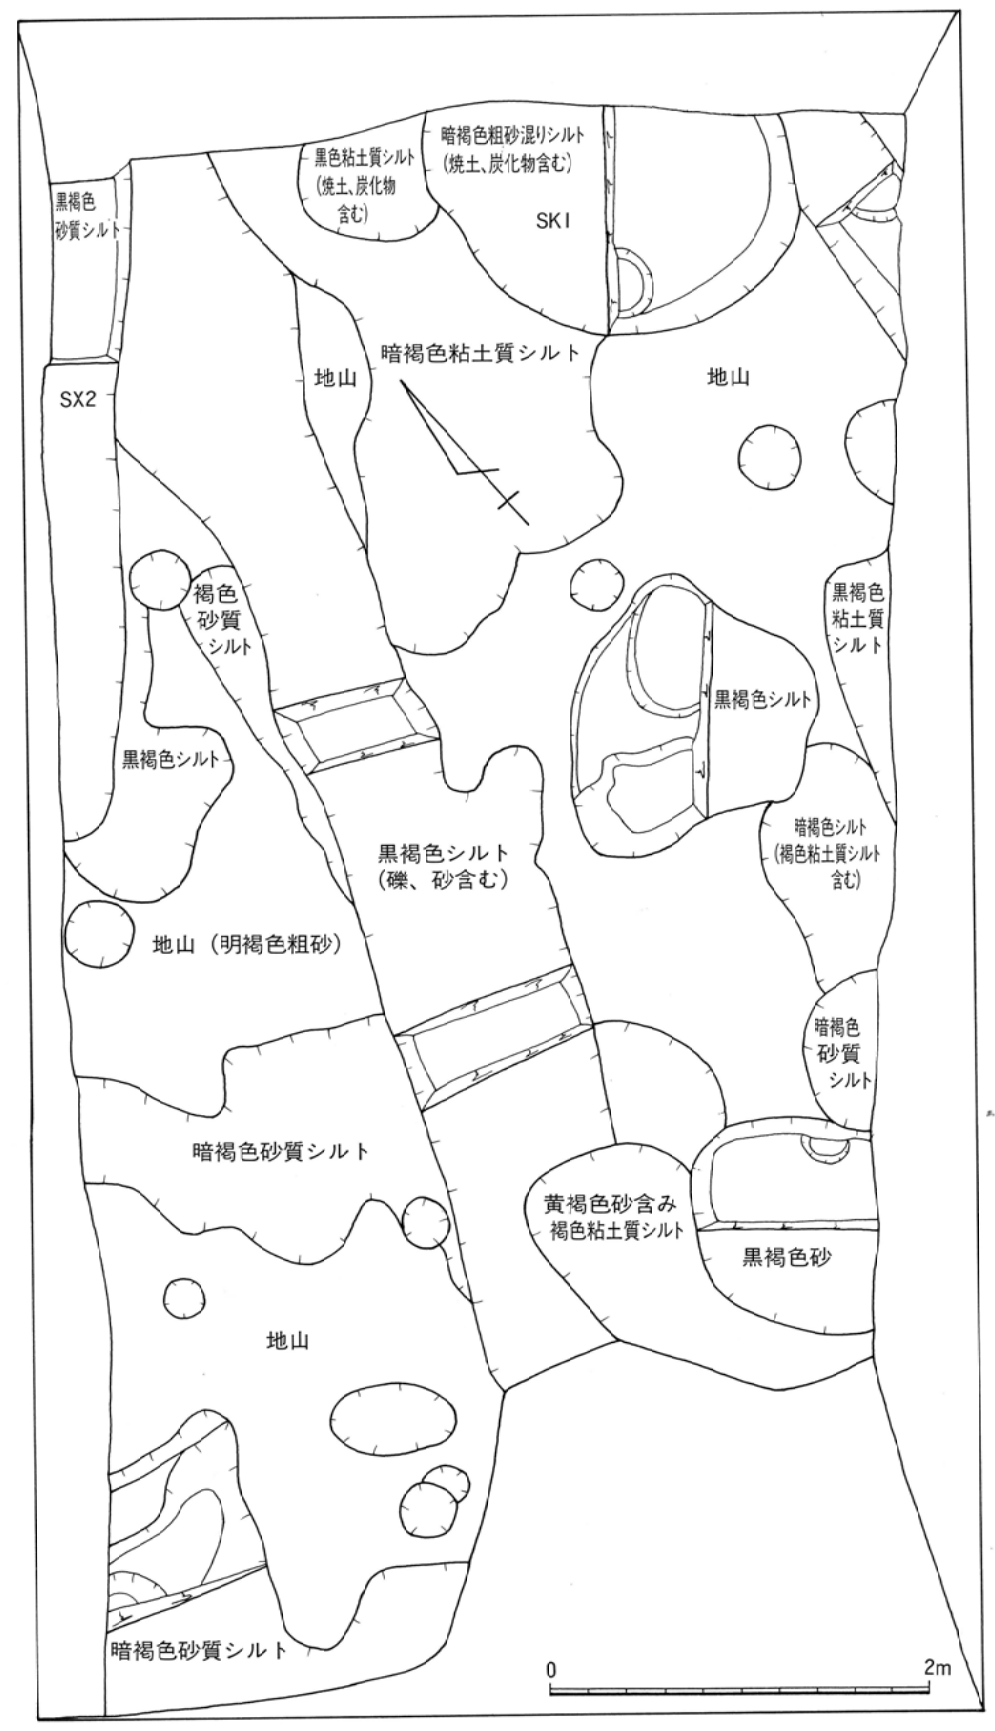 黒色粘土質シルト
(焼土、炭化物
含む)
暗褐色粗砂混りシルト
(焼土、炭化物含む)
SK1
黒褐色
砂質シルト
SX2
地山
暗褐色粘土質シルト
地山
褐色
砂質
シルト
黒褐色
粘土質
シルト
黒褐色シルト
黒褐色シルト
黒褐色シルト
(礫、砂含む)
暗褐色シルト
(褐色粘土質シルト
含む)
地山(明褐色粗砂)
暗褐色
砂質
シルト
暗褐色砂質シルト
黄褐色砂含み
褐色粘土質シルト
黒褐色砂
地山
暗褐色砂質シルト
0 2m